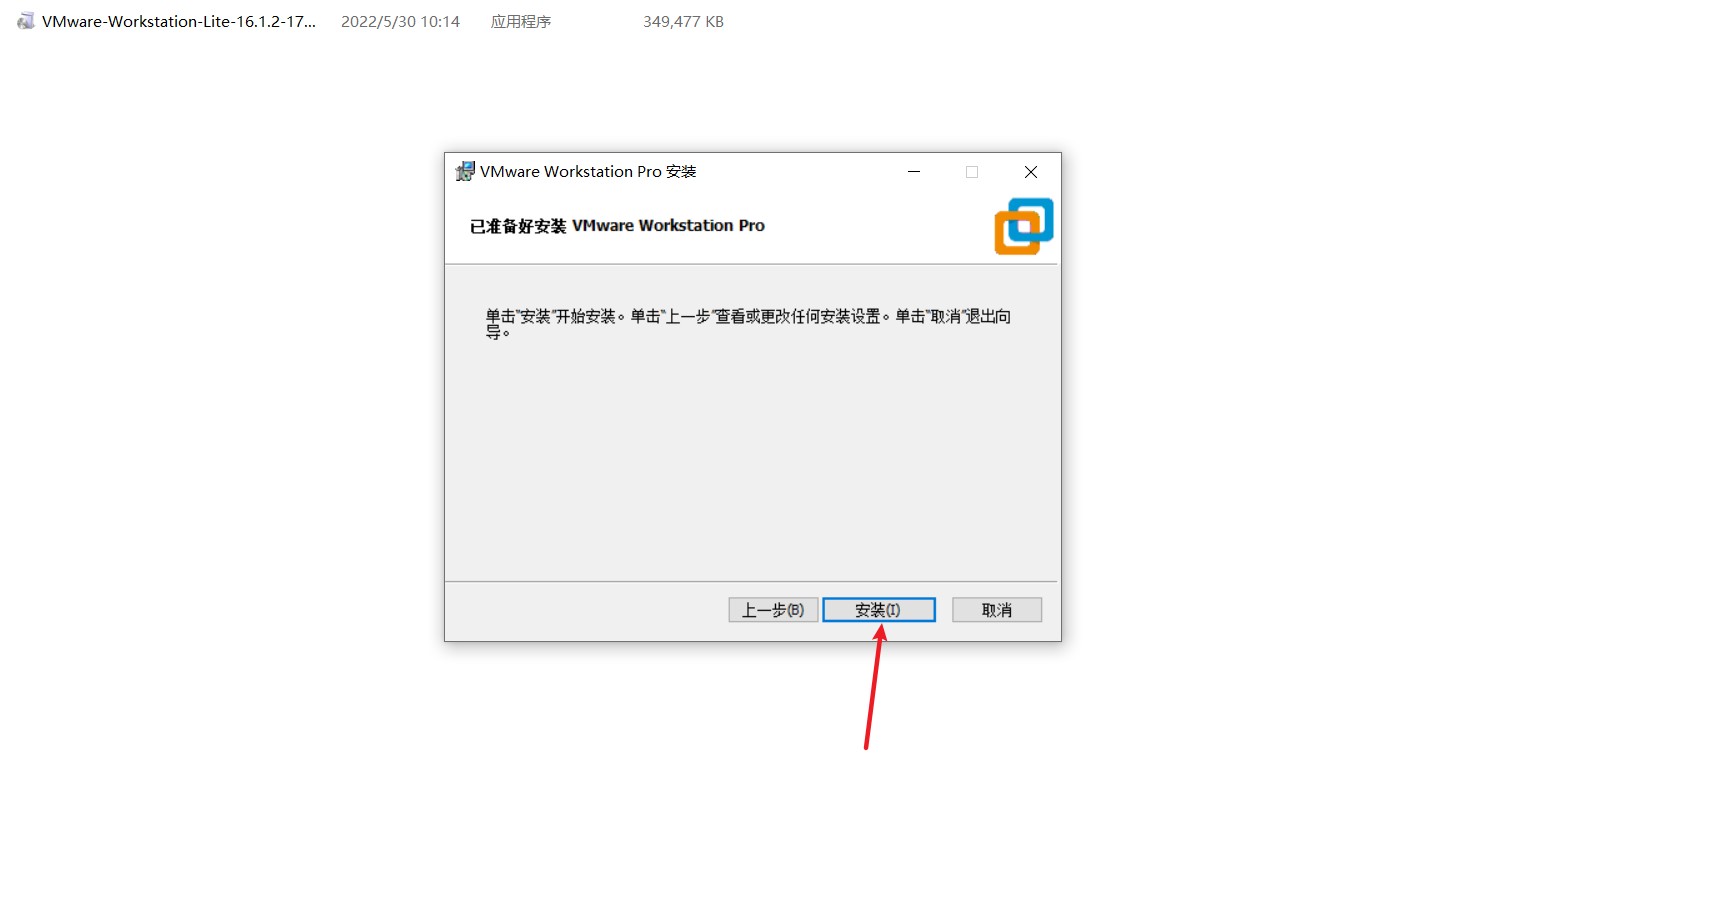 VMware-Workstation-Lite-16.1.2-17... 2022/5/30 10:14 应用程序 349,477 KB
VMware Workstation Pro 安装
已准备好安装 VMware Workstation Pro
单击"安装"开始安装。单击"上一步"查看或更改任何安装设置。单击"取消"退出向
导。
上一步(B) 安装(I) 取消